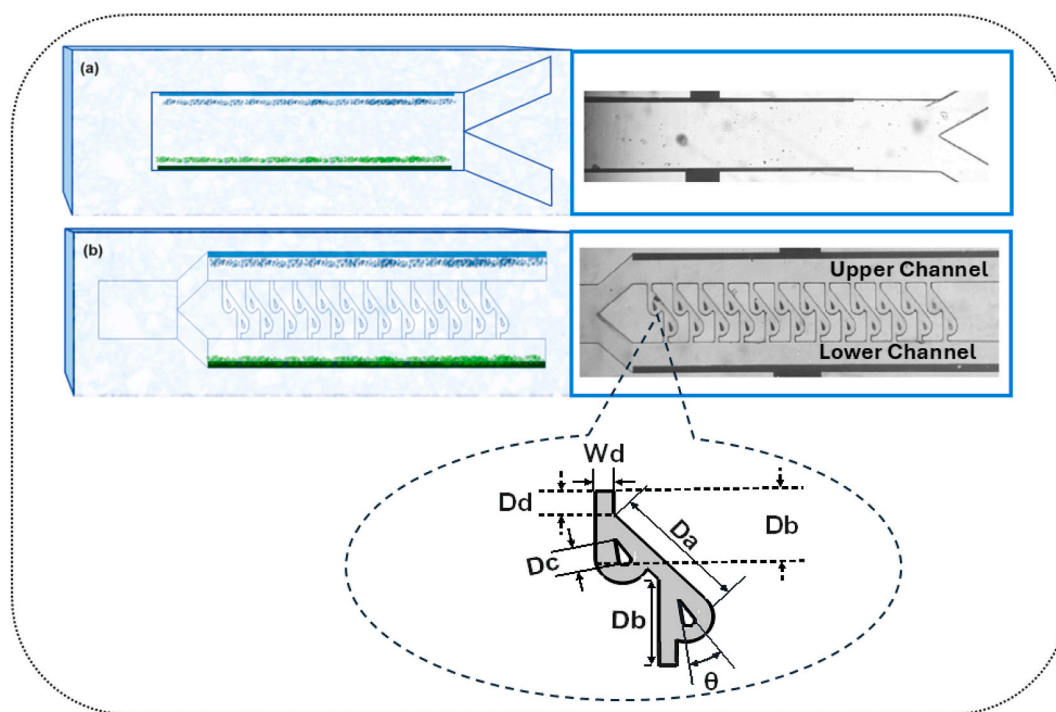 (a)
(b)
Upper Channel
Lower Channel
Wd
Dd
Da
Db
Dc
Db
θ